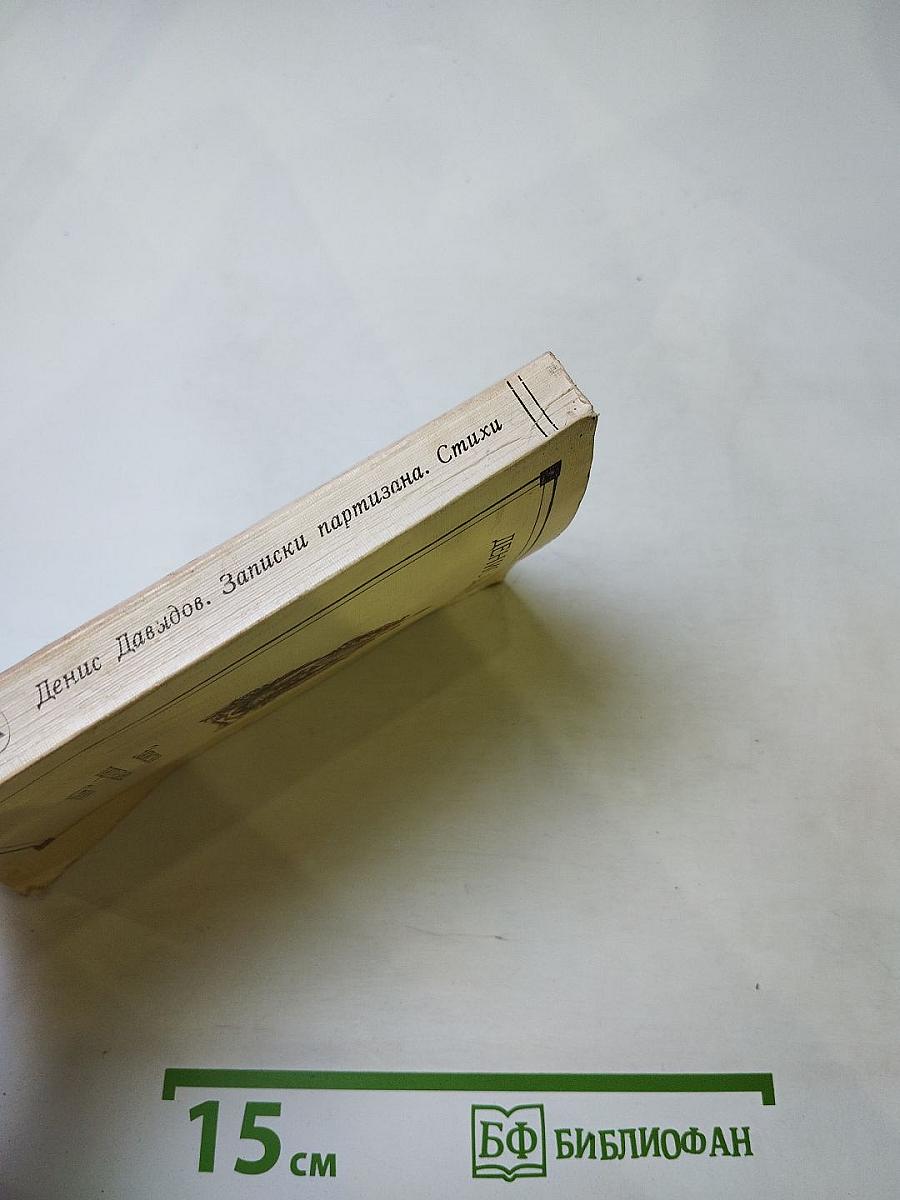 Денис Давыдов. Записки партизана. Стихи
15 см
БФ БИБЛИОФАН